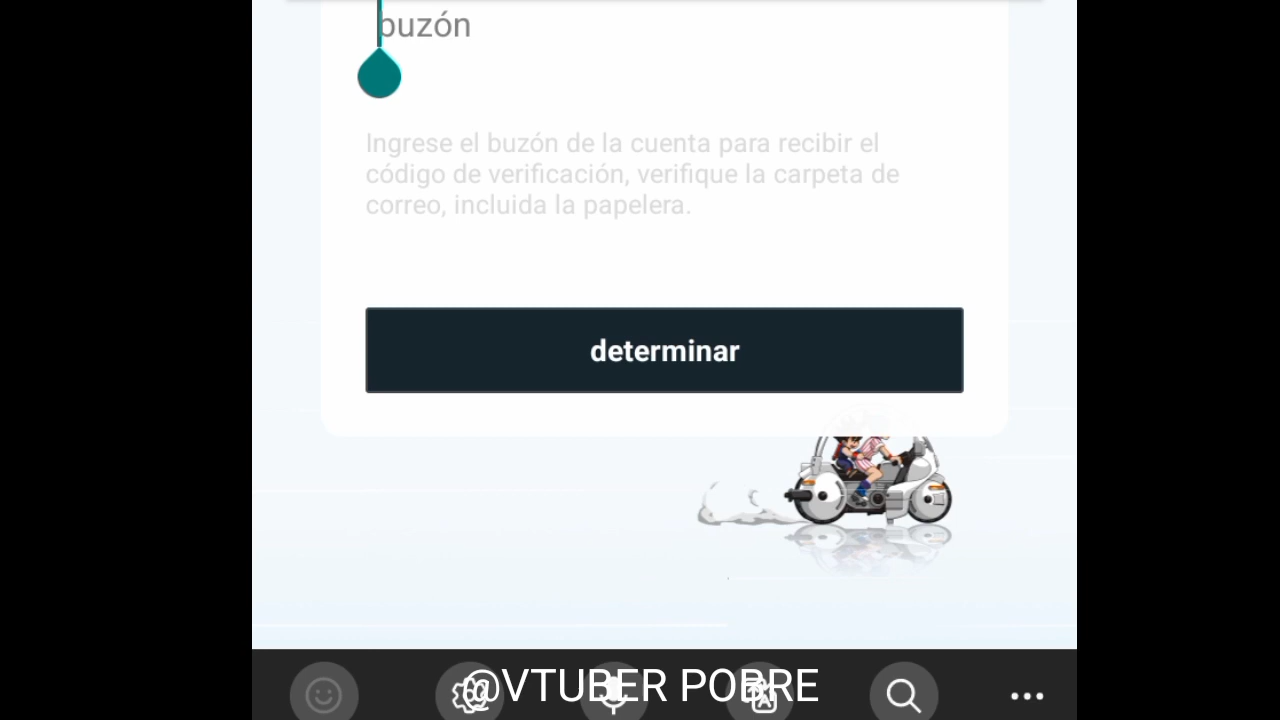 buzón
Ingrese el buzón de la cuenta para recibir el
código de verificación, verifique la carpeta de
correo, incluida la papelera.
determinar
@VTUBER POBRE